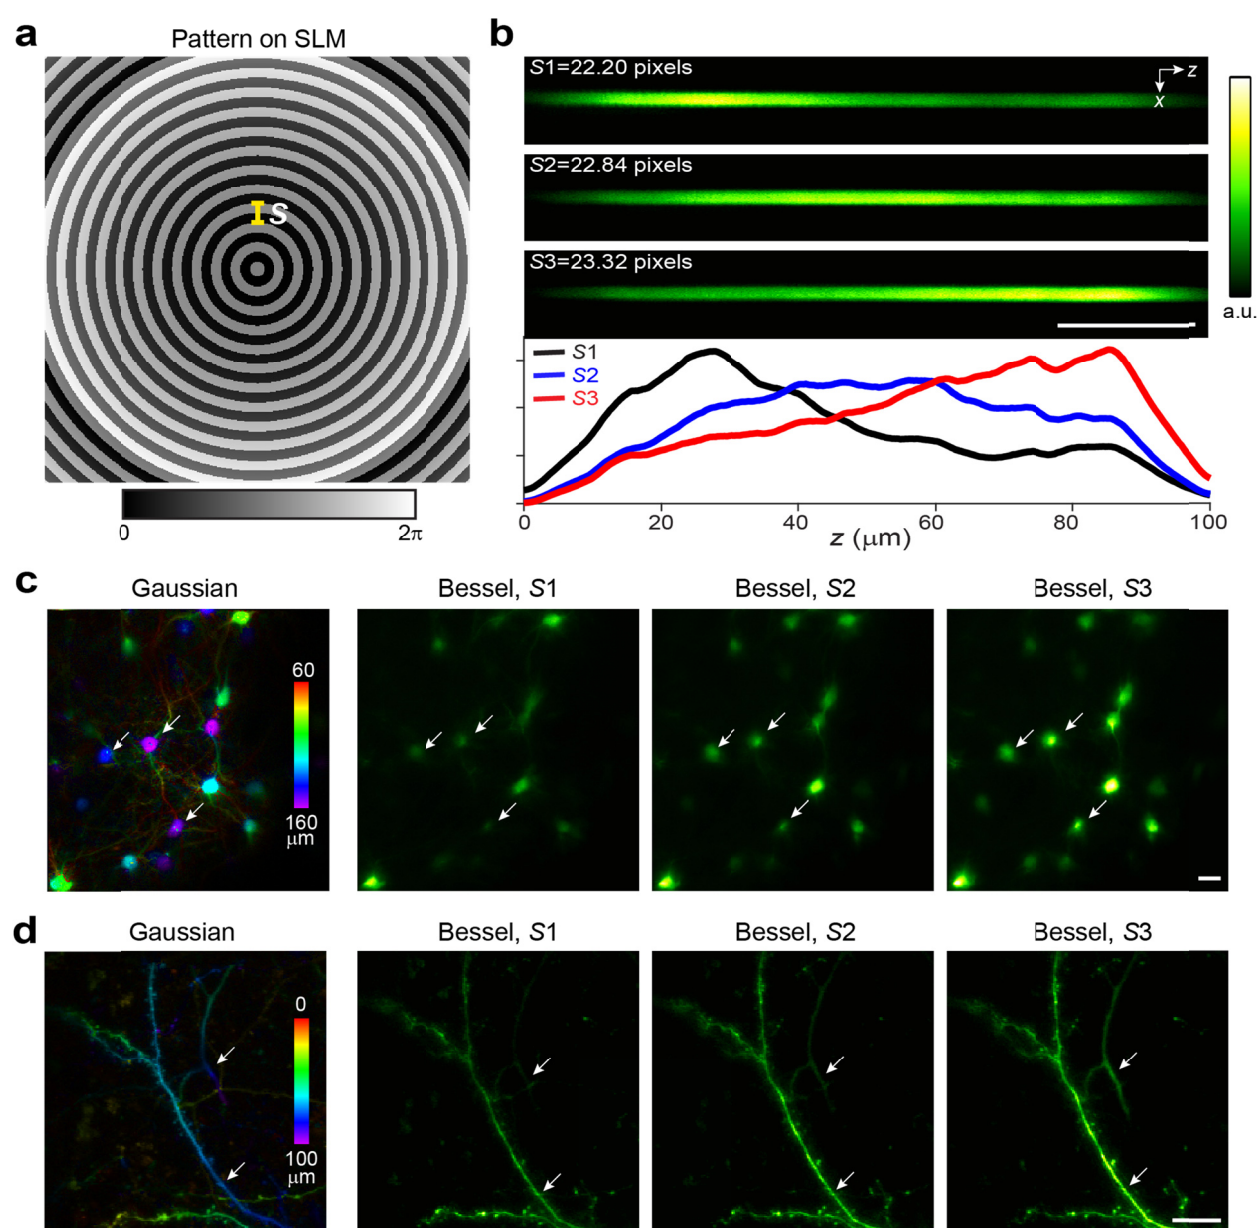 a
Pattern on SLM
S
0
2π
b
S1=22.20 pixels
z
x
S2=22.84 pixels
S3=23.32 pixels
a.u.
S1
S2
S3
0
20
40
60
80
100
z (μm)
c
Gaussian
Bessel, S1
Bessel, S2
Bessel, S3
60
160
μm
d
Gaussian
Bessel, S1
Bessel, S2
Bessel, S3
0
100
μm